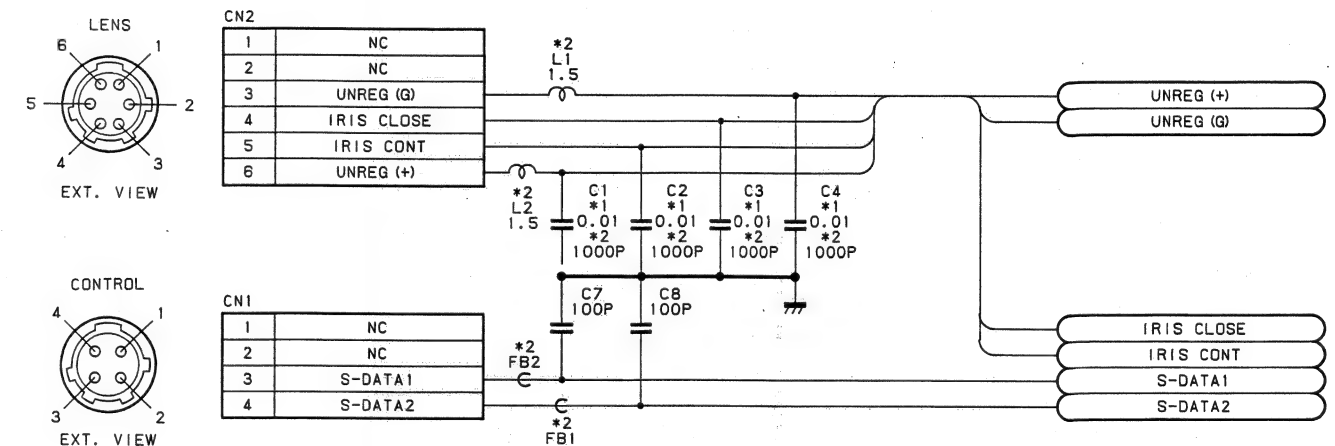 LENS
6 1
5 2
4 3
EXT. VIEW
CN2
1 NC
2 NC
3 UNREG (G)
4 IRIS CLOSE
5 IRIS CONT
6 UNREG (+)
*2
L1
1.5
*2
L2
1.5
C1
*1
0.01
*2
1000P
C2
*1
0.01
*2
1000P
C3
*1
0.01
*2
1000P
C4
*1
0.01
*2
1000P
UNREG (+)
UNREG (G)
CONTROL
4 1
3 2
EXT. VIEW
CN1
1 NC
2 NC
3 S-DATA1
4 S-DATA2
C7
100P
C8
100P
*2
FB2
*2
FB1
IRIS CLOSE
IRIS CONT
S-DATA1
S-DATA2